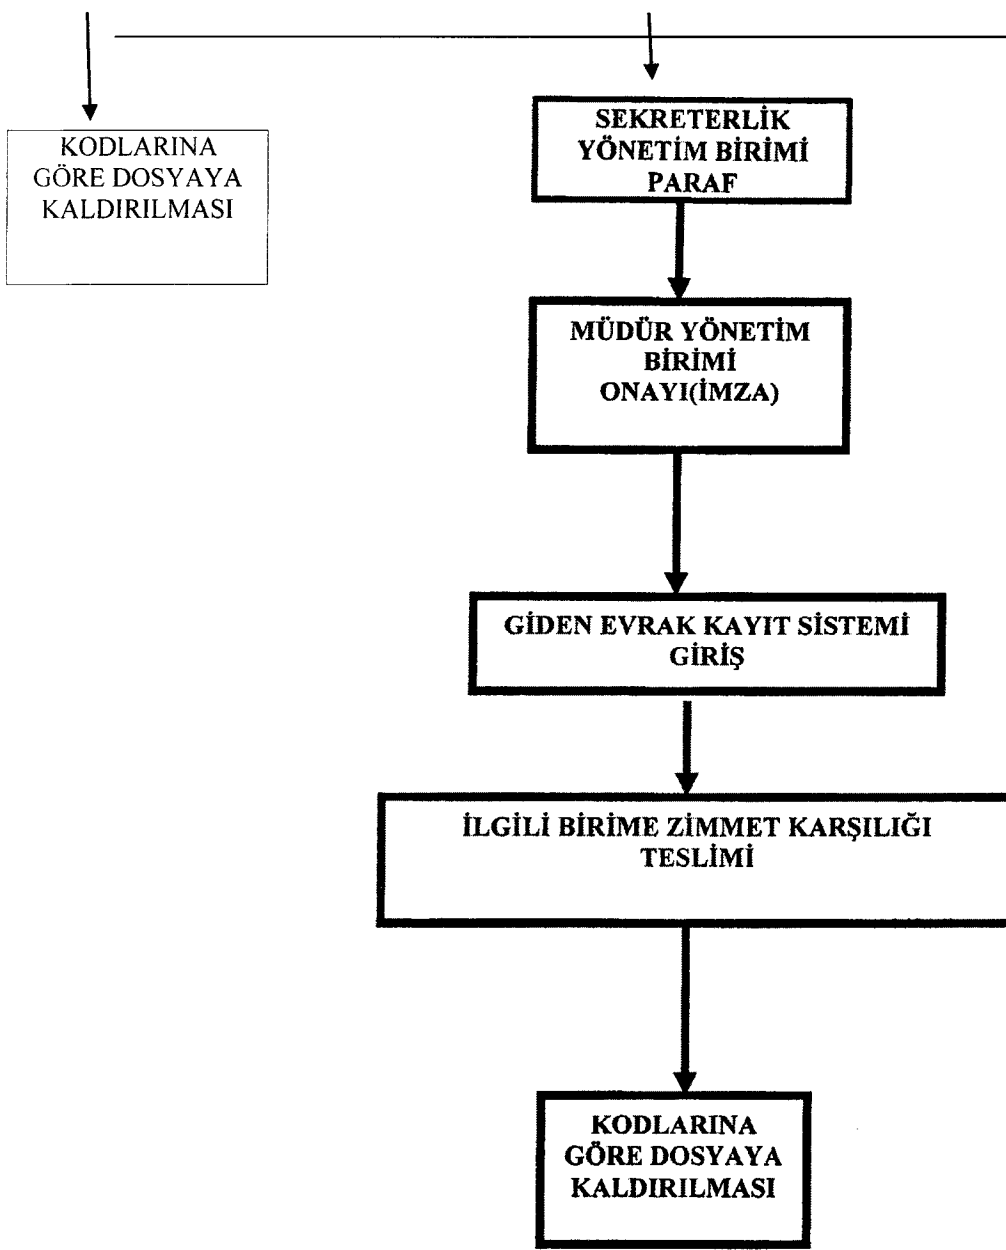 KODLARINA
GÖRE DOSYAYA
KALDIRILMASI
SEKRETERLİK
YÖNETİM BİRİMİ
PARAF
MÜDÜR YÖNETİM
BİRİMİ
ONAYI(İMZA)
GİDEN EVRAK KAYIT SİSTEMİ
GİRİŞ
İLGİLİ BİRİME ZİMMET KARŞILIĞI
TESLİMİ
KODLARINA
GÖRE DOSYAYA
KALDIRILMASI